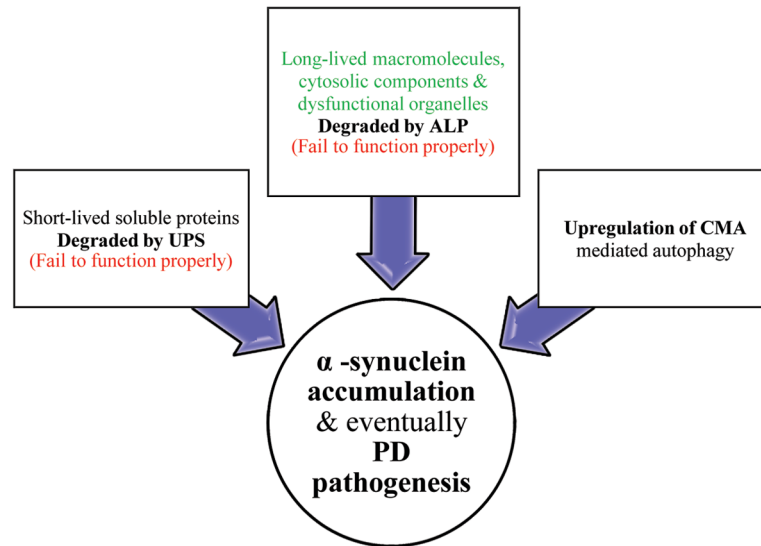 Long-lived macromolecules,
cytosolic components &
dysfunctional organelles
Degraded by ALP
(Fail to function properly)
Short-lived soluble proteins
Degraded by UPS
(Fail to function properly)
Upregulation of CMA
mediated autophagy
α -synuclein
accumulation
& eventually
PD
pathogenesis